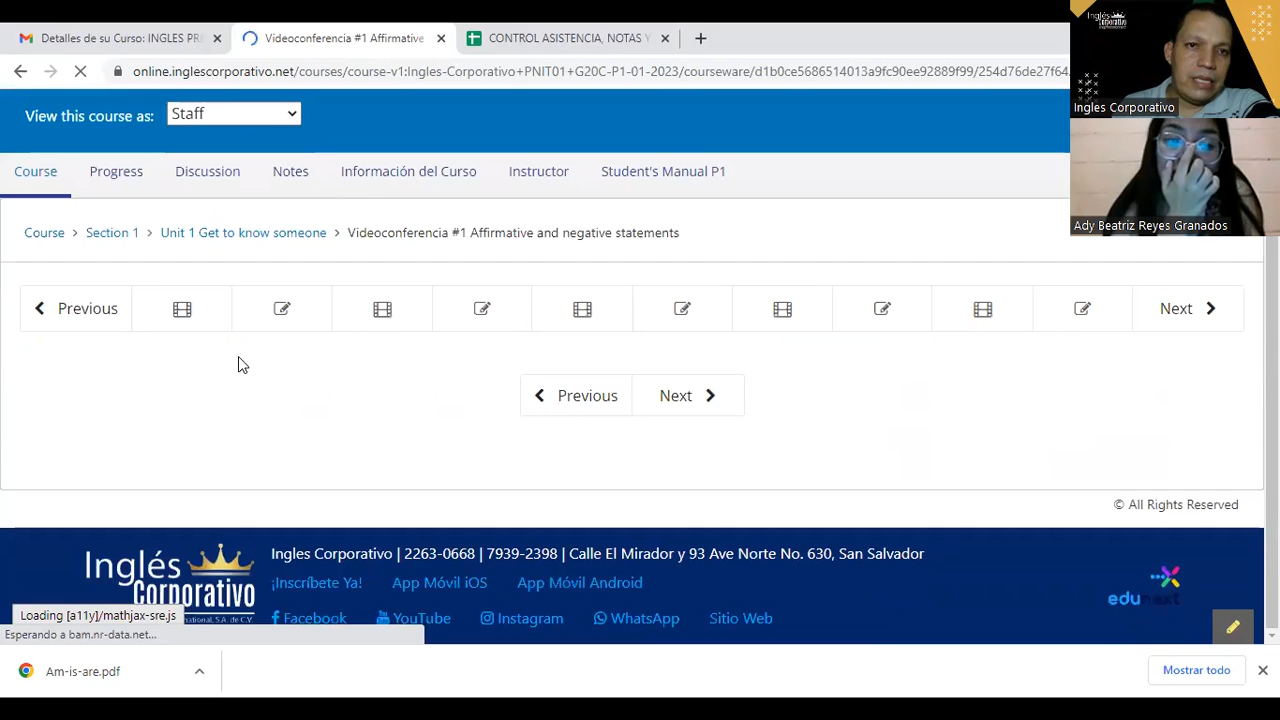 Detalles de su Curso: INGLES PRI
Videoconferencia #1 Affirmative
CONTROL ASISTENCIA, NOTAS Y
online.inglescorporativo.net/courses/course-v1:Ingles-Corporativo+PNIT01+G20C-P1-01-2023/courseware/d1b0ce5686514013a9fc90ee92889f99/254d76de27f64
Inglés
Corporativo
Ingles Corporativo
View this course as:
Staff
Course
Progress
Discussion
Notes
Información del Curso
Instructor
Student's Manual P1
Ady Beatriz Reyes Granados
Course > Section 1 > Unit 1 Get to know someone > Videoconferencia #1 Affirmative and negative statements
Previous
Next
Previous
Next
© All Rights Reserved
Inglés
Corporativo
rnational, S.A. de C.V.
Ingles Corporativo | 2263-0668 | 7939-2398 | Calle El Mirador y 93 Ave Norte No. 630, San Salvador
¡Inscríbete Ya!
App Móvil iOS
App Móvil Android
edunext
Facebook
YouTube
Instagram
WhatsApp
Sitio Web
Loading [a11y]/mathjax-sre.js
Esperando a bam.nr-data.net...
Am-is-are.pdf
Mostrar todo